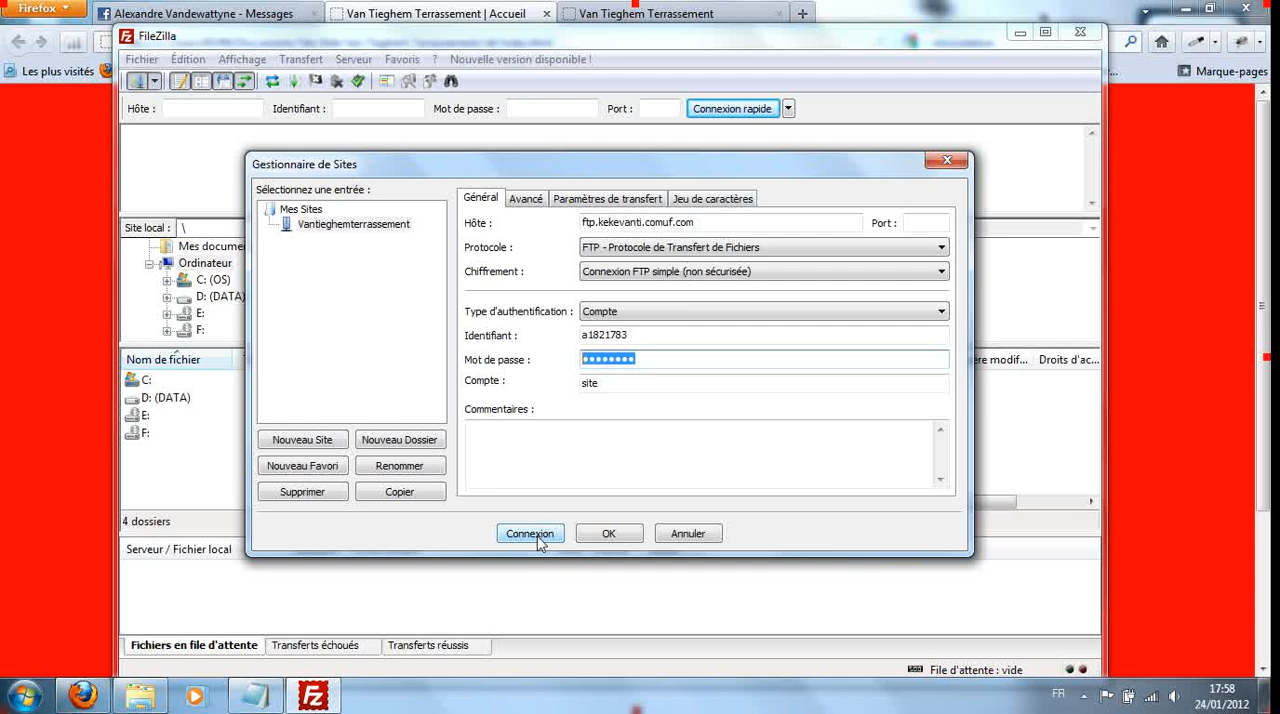 Firefox
Alexandre Vandewattyne - Messages
Van Tieghem Terrassement | Accueil
Van Tieghem Terrassement
FileZilla
Les plus visités
Marque-pages
Fichier Édition Affichage Transfert Serveur Favoris ? Nouvelle version disponible !
Hôte : Identifiant : Mot de passe : Port : Connexion rapide
Gestionnaire de Sites
Sélectionnez une entrée :
Mes Sites
Vantieghemterrassement
Nouveau Site Nouveau Dossier
Nouveau Favori Renommer
Supprimer Copier
Général Avancé Paramètres de transfert Jeu de caractères
Hôte : ftp.kekevanti.comuf.com Port :
Protocole : FTP - Protocole de Transfert de Fichiers
Chiffrement : Connexion FTP simple (non sécurisée)
Type d'authentification : Compte
Identifiant : a1821783
Mot de passe : ●●●●●●●●
Compte : site
Commentaires :
Connexion OK Annuler
Site local : \
Mes docume
Ordinateur
C: (OS)
D: (DATA)
E:
F:
Nom de fichier
ère modif... Droits d'ac...
C:
D: (DATA)
E:
F:
4 dossiers
Serveur / Fichier local
Fichiers en file d'attente Transferts échoués Transferts réussis
File d'attente : vide
FR
17:58
24/01/2012